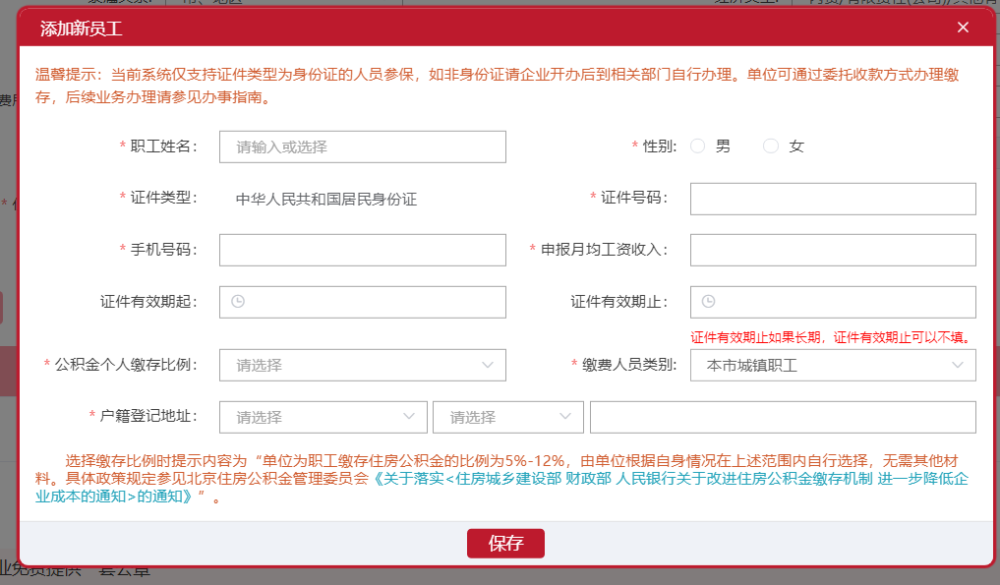 添加新员工
温馨提示：当前系统仅支持证件类型为身份证的人员参保，如非身份证请企业开办后到相关部门自行办理。单位可通过委托收款方式办理缴
存，后续业务办理请参见办事指南。
* 职工姓名： 请输入或选择 * 性别: 男 女
* 证件类型： 中华人民共和国居民身份证 * 证件号码：
* 手机号码： * 申报月均工资收入：
证件有效期起： 证件有效期止：
证件有效期止如果长期，证件有效期止可以不填。
* 公积金个人缴存比例: 请选择 * 缴费人员类别: 本市城镇职工
* 户籍登记地址： 请选择 请选择
选择缴存比例时提示内容为“单位为职工缴存住房公积金的比例为5%-12%，由单位根据自身情况在上述范围内自行选择，无需其他材
料。具体政策规定参见北京住房公积金管理委员会《关于落实<住房城乡建设部 财政部 人民银行关于改进住房公积金缴存机制 进一步降低企
业成本的通知>的通知》”。
保存